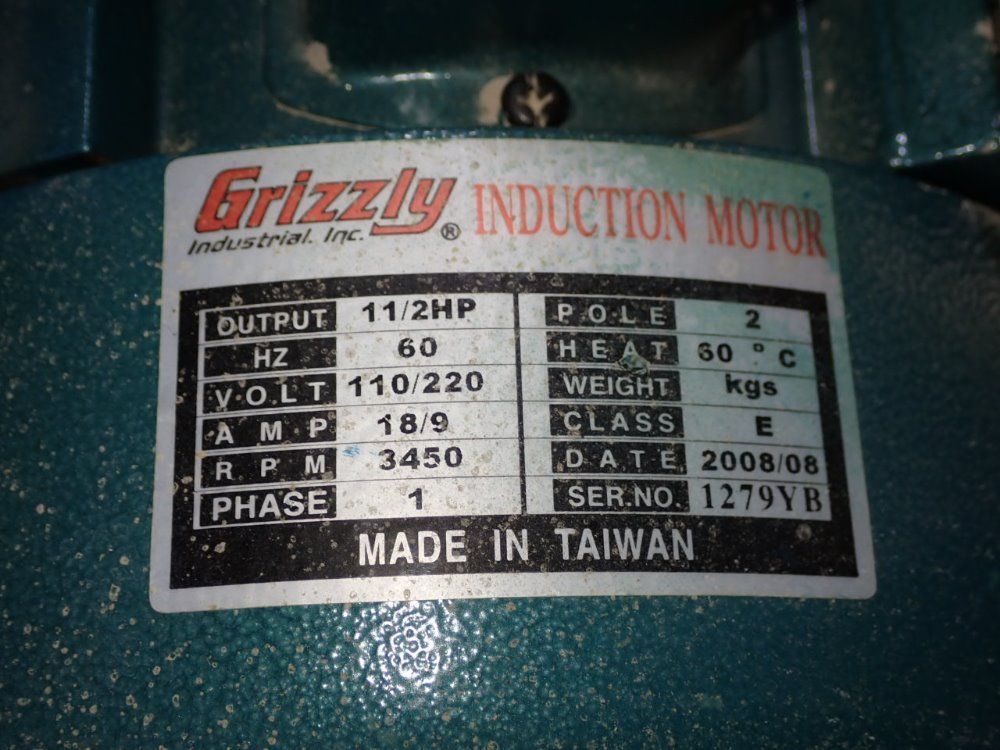 Grizzly® INDUCTION MOTOR
Industrial. Inc.
OUTPUT 11/2HP POLE 2
HZ 60 HEAT 60 °C
VOLT 110/220 WEIGHT kgs
AMP 18/9 CLASS E
RPM 3450 DATE 2008/08
PHASE 1 SER.NO. 1279YB
MADE IN TAIWAN